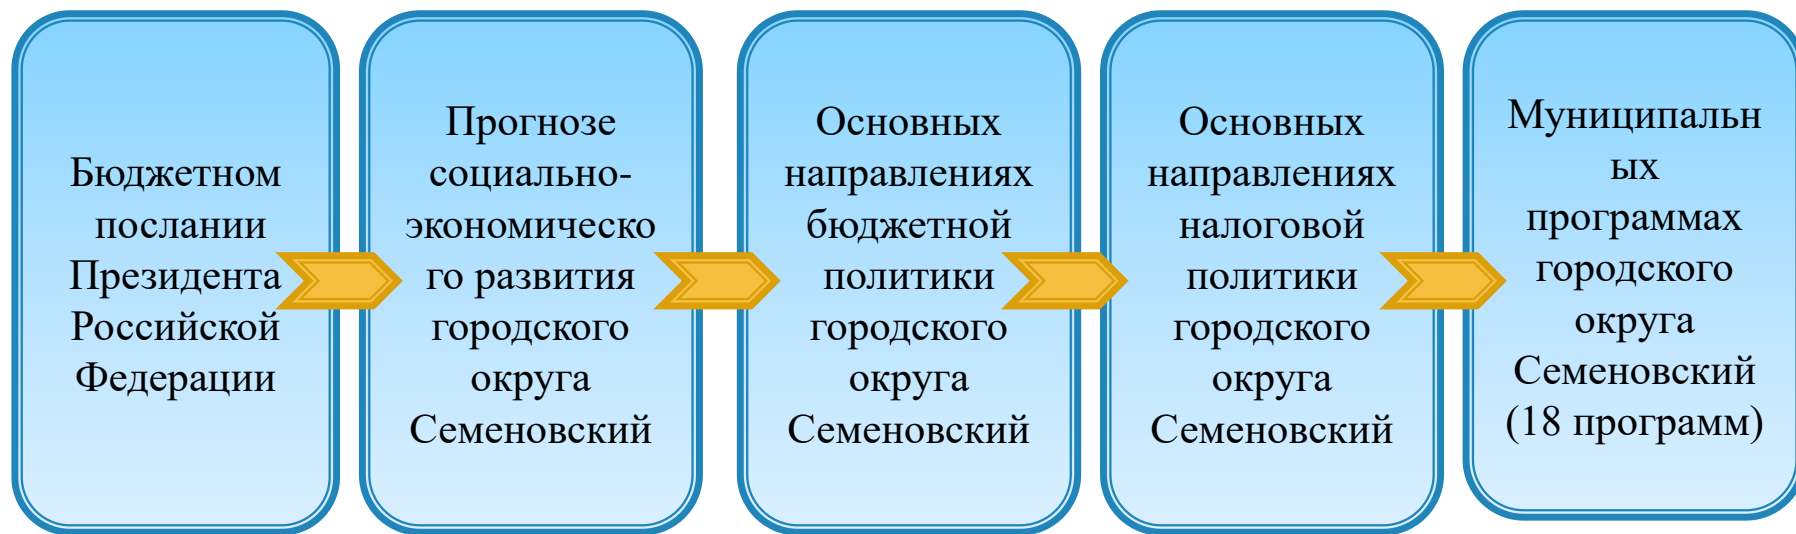 Бюджетном
послании
Президента
Российской
Федерации
Прогнозе
социально-
экономическо
го развития
городского
округа
Семеновский
Основных
направлениях
бюджетной
политики
городского
округа
Семеновский
Основных
направлениях
налоговой
политики
городского
округа
Семеновский
Муниципальн
ых
программах
городского
округа
Семеновский
(18 программ)